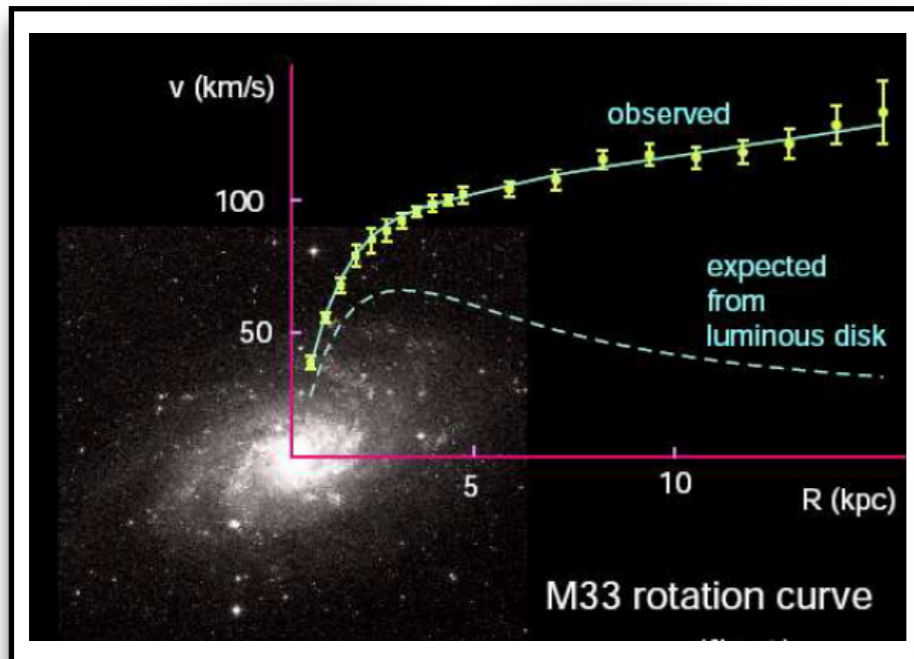 v (km/s)
observed
100
expected
from
luminous disk
50
5
10
R (kpc)
M33 rotation curve